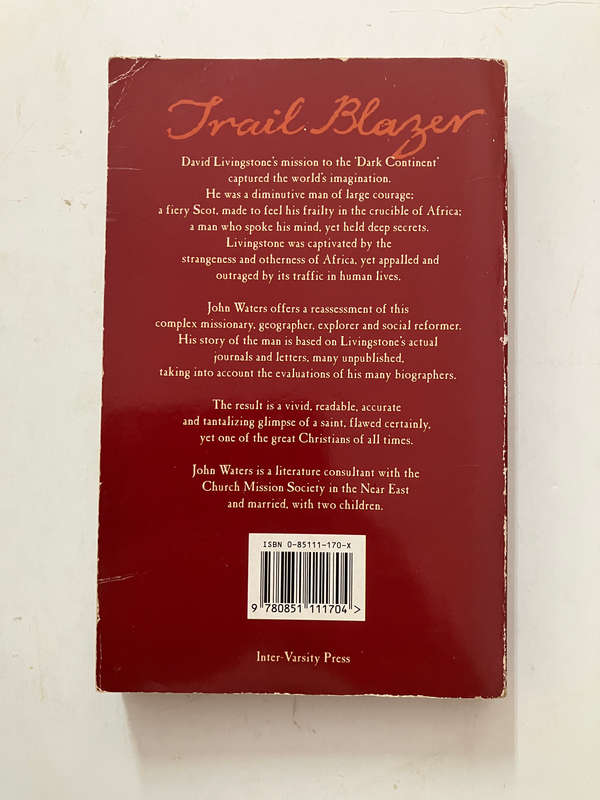 Trail Blazer
David Livingstone's mission to the 'Dark Continent'
captured the world's imagination.
He was a diminutive man of large courage;
a fiery Scot, made to feel his frailty in the crucible of Africa;
a man who spoke his mind, yet held deep secrets.
Livingstone was captivated by the
strangeness and otherness of Africa, yet appalled and
outraged by its traffic in human lives.
John Waters offers a reassessment of this
complex missionary, geographer, explorer and social reformer.
His story of the man is based on Livingstone's actual
journals and letters, many unpublished,
taking into account the evaluations of his many biographers.
The result is a vivid, readable, accurate
and tantalizing glimpse of a saint, flawed certainly,
yet one of the great Christians of all times.
John Waters is a literature consultant with the
Church Mission Society in the Near East
and married, with two children.
ISBN 0-85111-170-X
9 780851 111704 >
Inter-Varsity Press